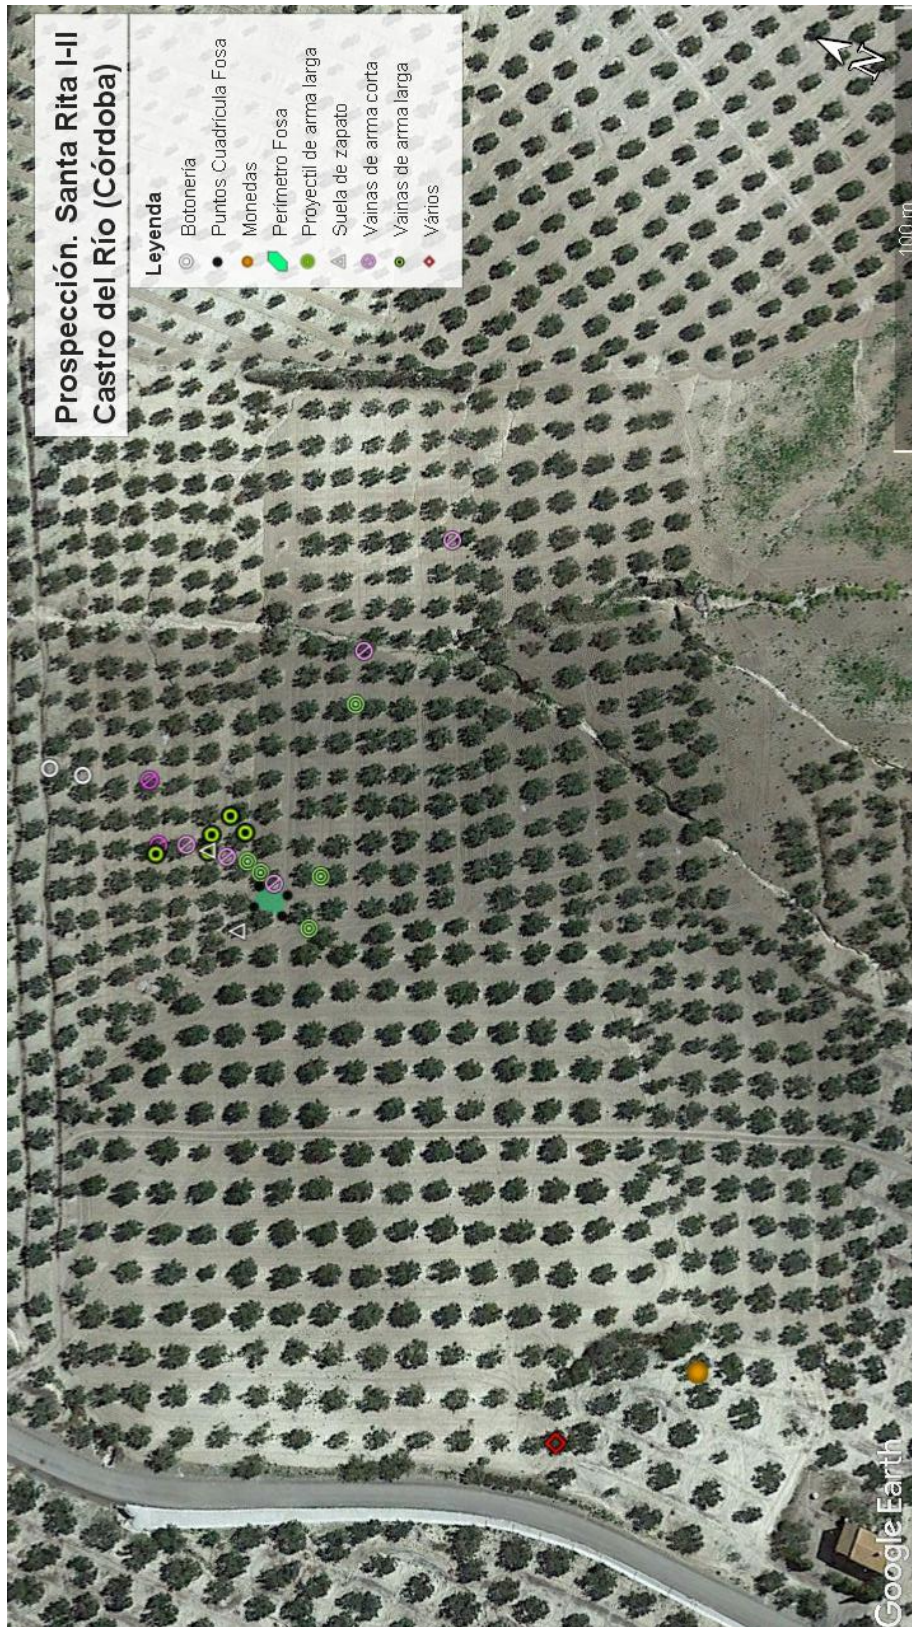 Prospección. Santa Rita I-II
Castro del Río (Córdoba)
Leyenda
Botonería
Puntos Cuadrícula Fosa
Monedas
Perímetro Fosa
Proyectil de arma larga
Suela de zapato
Vainas de arma corta
Vainas de arma larga
Vários
N
100 m
Google Earth